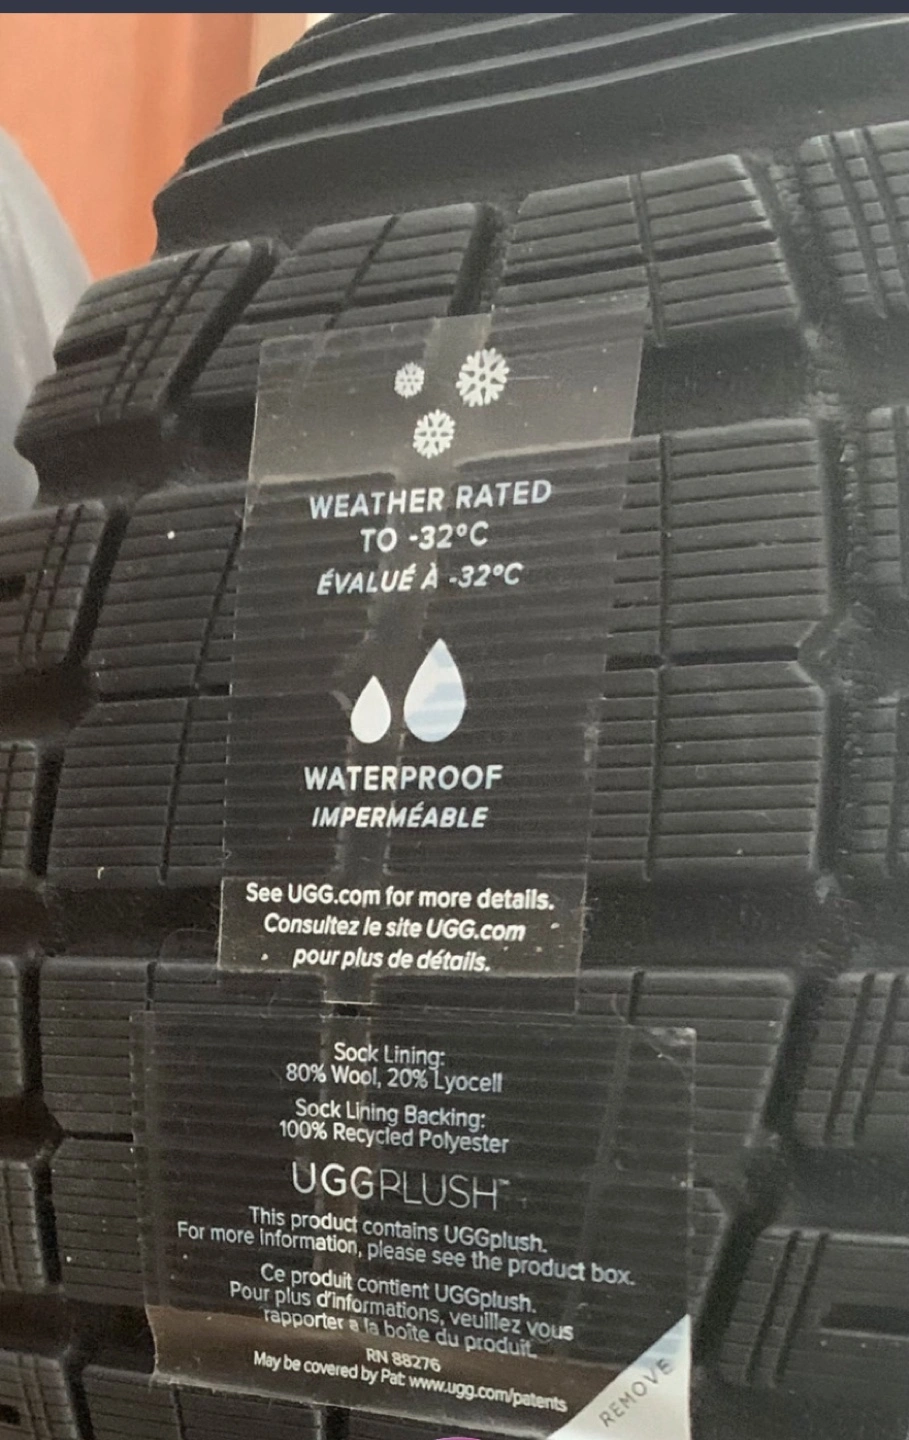 WEATHER RATED
TO -32°C
ÉVALUÉ À -32°C
WATERPROOF
IMPERMÉABLE
See UGG.com for more details.
Consultez le site UGG.com
pour plus de détails.
Sock Lining:
80% Wool, 20% Lyocell
Sock Lining Backing:
100% Recycled Polyester
UGGPLUSH™
This product contains UGGplush.
For more information, please see the product box.
Ce produit contient UGGplush.
Pour plus d'informations, veuillez vous
rapporter a la boîte du produit.
RN 88276
May be covered by Pat: www.ugg.com/patents
REMOVE